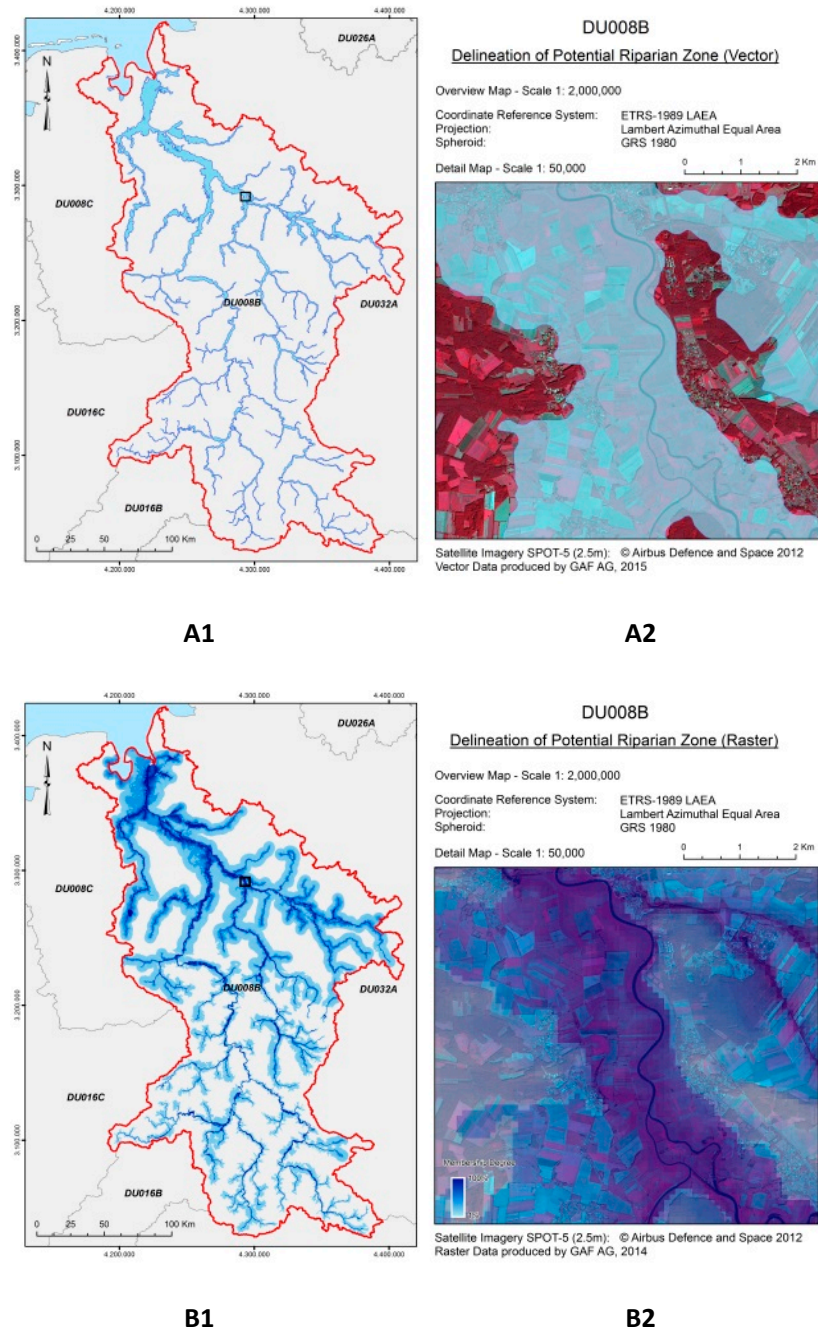 4.200.000 4.300.000 4.400.000
3.400.000
3.300.000
3.200.000
3.100.000
N
DU026A
DU008C
DU008B
DU032A
DU016C
DU016B
0 25 50 100 Km
4.200.000 4.300.000 4.400.000
DU008B
Delineation of Potential Riparian Zone (Vector)
Overview Map - Scale 1: 2,000,000
Coordinate Reference System: ETRS-1989 LAEA
Projection: Lambert Azimuthal Equal Area
Spheroid: GRS 1980
0 1 2 Km
Detail Map - Scale 1: 50,000
Satellite Imagery SPOT-5 (2.5m): © Airbus Defence and Space 2012
Vector Data produced by GAF AG, 2015
A1
A2
4.200.000 4.300.000 4.400.000
3.400.000
3.300.000
3.200.000
3.100.000
N
DU026A
DU008C
DU008B
DU032A
DU016C
DU016B
0 25 50 100 Km
4.200.000 4.300.000 4.400.000
DU008B
Delineation of Potential Riparian Zone (Raster)
Overview Map - Scale 1: 2,000,000
Coordinate Reference System: ETRS-1989 LAEA
Projection: Lambert Azimuthal Equal Area
Spheroid: GRS 1980
0 1 2 Km
Detail Map - Scale 1: 50,000
Membership Degree
Satellite Imagery SPOT-5 (2.5m): © Airbus Defence and Space 2012
Raster Data produced by GAF AG, 2014
B1
B2